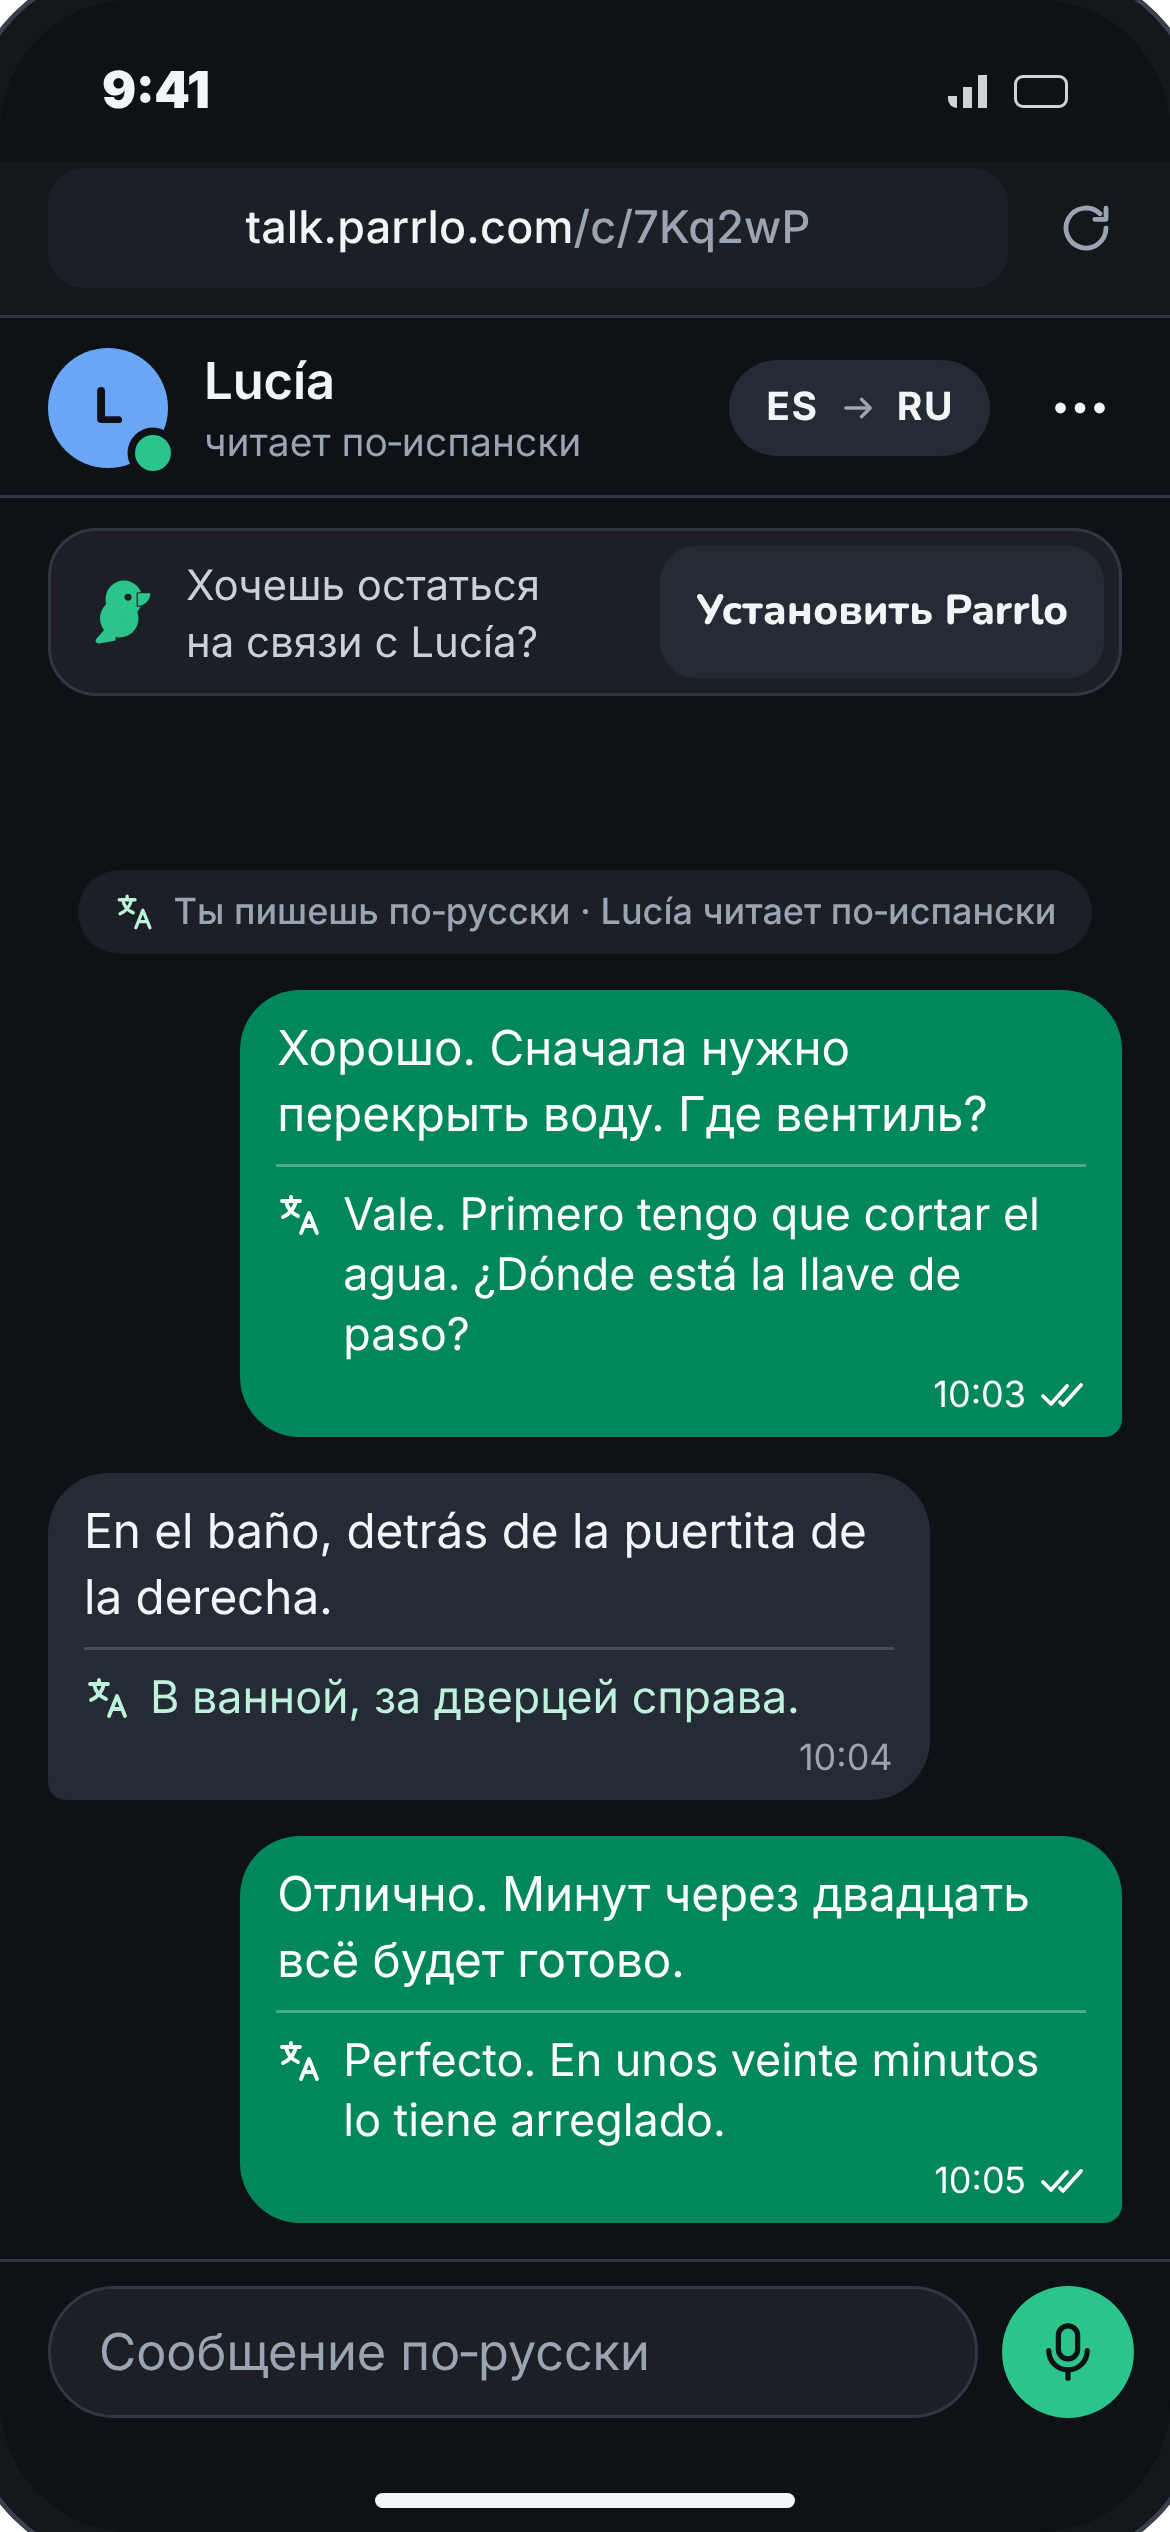 9:41
talk.parrlo.com/c/7Kq2wP
L
Lucía
читает по-испански
ES → RU
Хочешь остаться
на связи с Lucía?
Установить Parrlo
Ты пишешь по-русски · Lucía читает по-испански
Хорошо. Сначала нужно
перекрыть воду. Где вентиль?
Vale. Primero tengo que cortar el
agua. ¿Dónde está la llave de
paso?
10:03
En el baño, detrás de la puertita de
la derecha.
В ванной, за дверцей справа.
10:04
Отлично. Минут через двадцать
всё будет готово.
Perfecto. En unos veinte minutos
lo tiene arreglado.
10:05
Сообщение по-русски